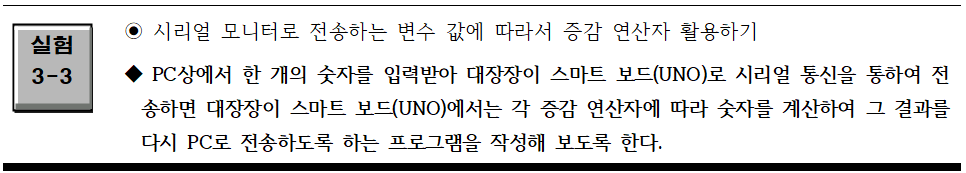 실험
3-3
◉ 시리얼 모니터로 전송하는 변수 값에 따라서 증감 연산자 활용하기
◆ PC상에서 한 개의 숫자를 입력받아 대장장이 스마트 보드(UNO)로 시리얼 통신을 통하여 전
송하면 대장장이 스마트 보드(UNO)에서는 각 증감 연산자에 따라 숫자를 계산하여 그 결과를
다시 PC로 전송하도록 하는 프로그램을 작성해 보도록 한다.